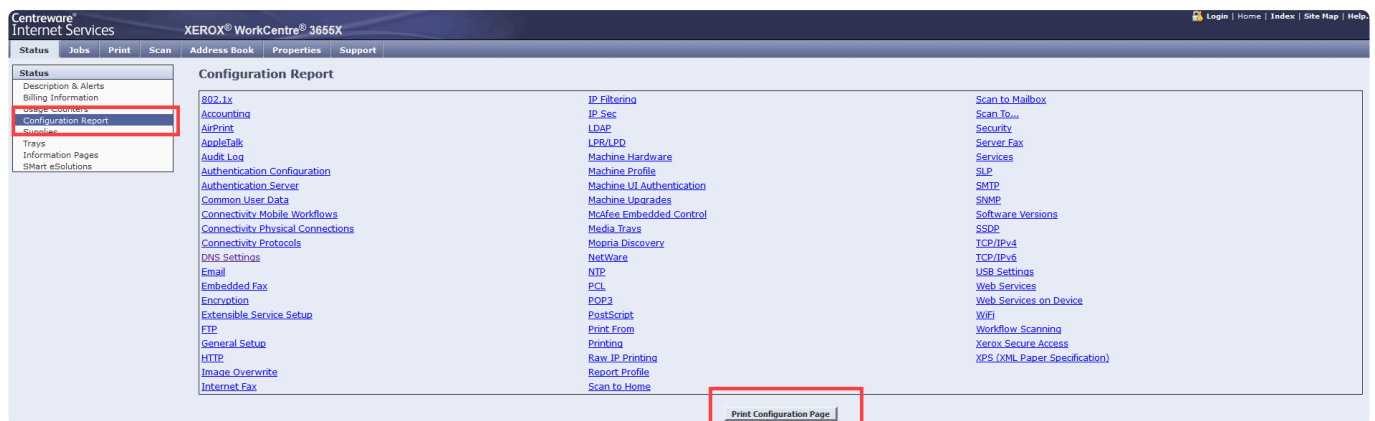 Centreware®
Internet Services
XEROX® WorkCentre® 3655X
Login | Home | Index | Site Map | Help
Status Jobs Print Scan Address Book Properties Support
Status
Description & Alerts
Billing Information
Usage Counters
Configuration Report
Supplies
Trays
Information Pages
SMart eSolutions
Configuration Report
802.1x
Accounting
AirPrint
AppleTalk
Audit Log
Authentication Configuration
Authentication Server
Common User Data
Connectivity Mobile Workflows
Connectivity Physical Connections
Connectivity Protocols
DNS Settings
Email
Embedded Fax
Encryption
Extensible Service Setup
FTP
General Setup
HTTP
Image Overwrite
Internet Fax
IP Filtering
IP Sec
LDAP
LPR/LPD
Machine Hardware
Machine Profile
Machine UI Authentication
Machine Upgrades
McAfee Embedded Control
Media Trays
Mopria Discovery
NetWare
NTP
PCL
POP3
PostScript
Print From
Printing
Raw IP Printing
Report Profile
Scan to Home
Scan to Mailbox
Scan To...
Security
Server Fax
Services
SLP
SMTP
SNMP
Software Versions
SSDP
TCP/IPv4
TCP/IPv6
USB Settings
Web Services
Web Services on Device
WiFi
Workflow Scanning
Xerox Secure Access
XPS (XML Paper Specification)
Print Configuration Page